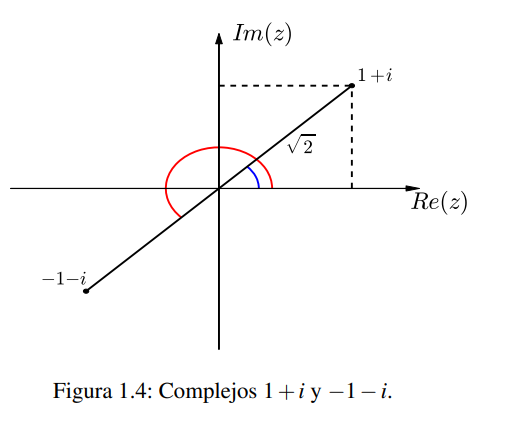 Im(z)
1+i
√2
Re(z)
−1−i
Figura 1.4: Complejos 1+i y −1−i.